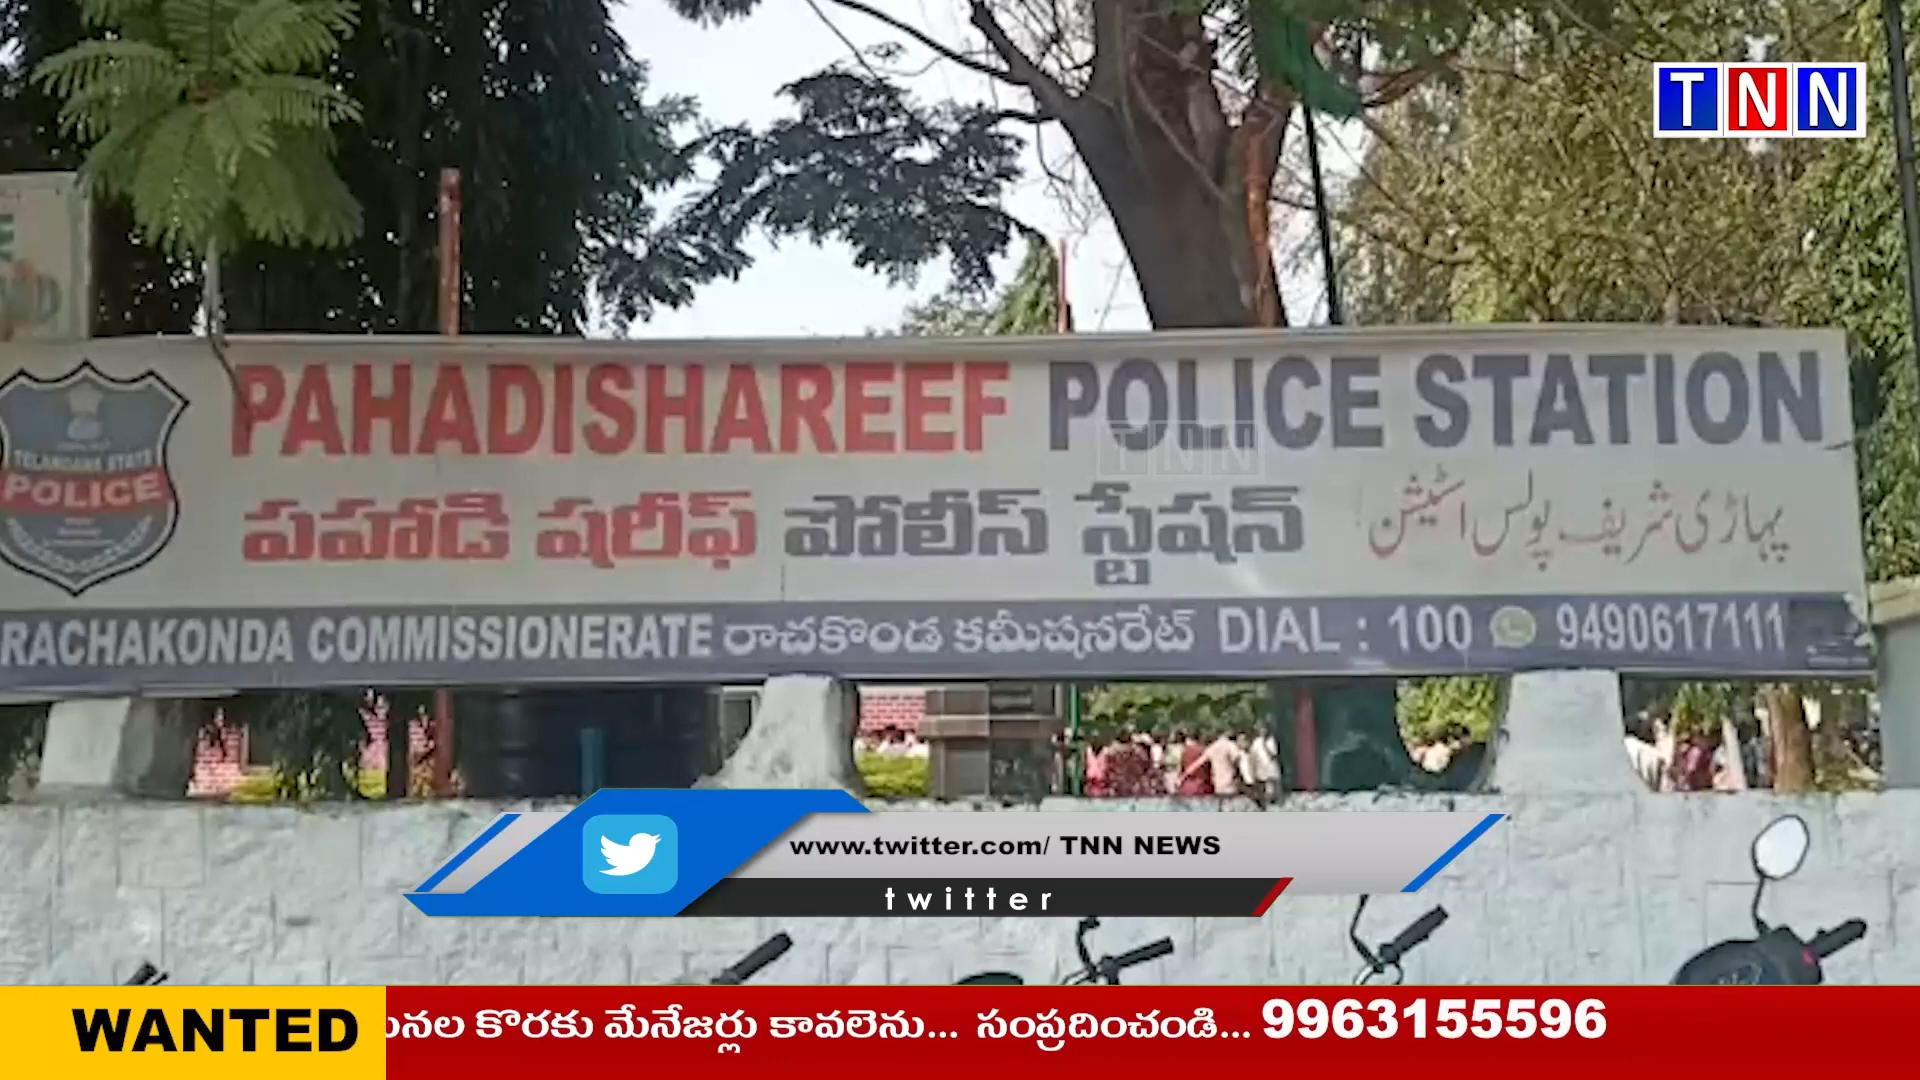 TNN
PAHADISHAREEF POLICE STATION
TELANGANA STATE
POLICE
TNN
పహాడి షరీఫ్ పోలీస్ స్టేషన్ پہاڑی شریف پولس اسٹیشن
RACHAKONDA COMMISSIONERATE రాచకొండ కమీషనరేట్ DIAL : 100 9490617111
www.twitter.com/ TNN NEWS
twitter
WANTED
కొరకు మేనేజర్లు కావలెను... సంప్రదించండి... 9963155596